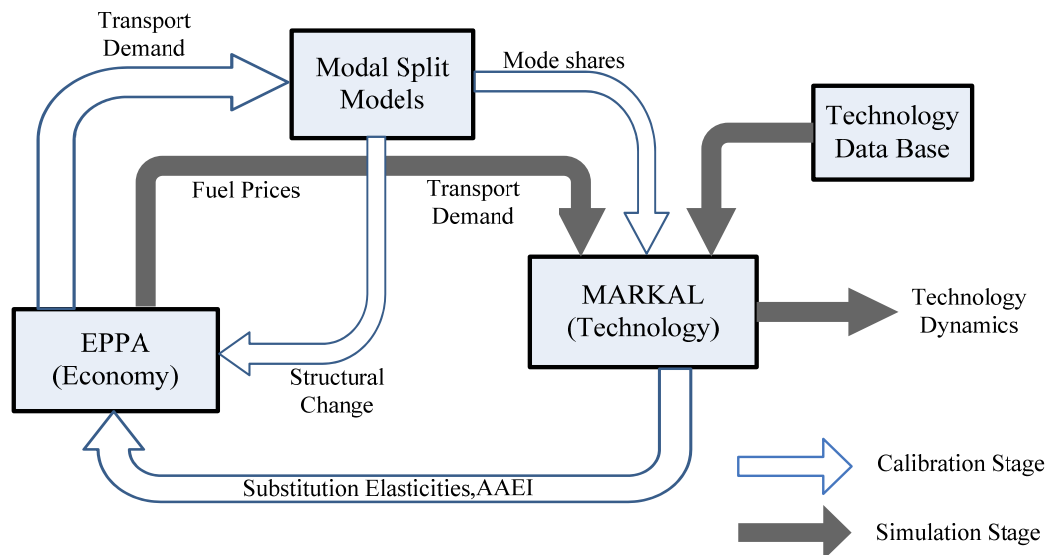 Transport
Demand
Modal Split
Models
Mode shares
Technology
Data Base
Fuel Prices
Transport
Demand
MARKAL
(Technology)
Technology
Dynamics
EPPA
(Economy)
Structural
Change
Substitution Elasticities,AAEI
Calibration Stage
Simulation Stage